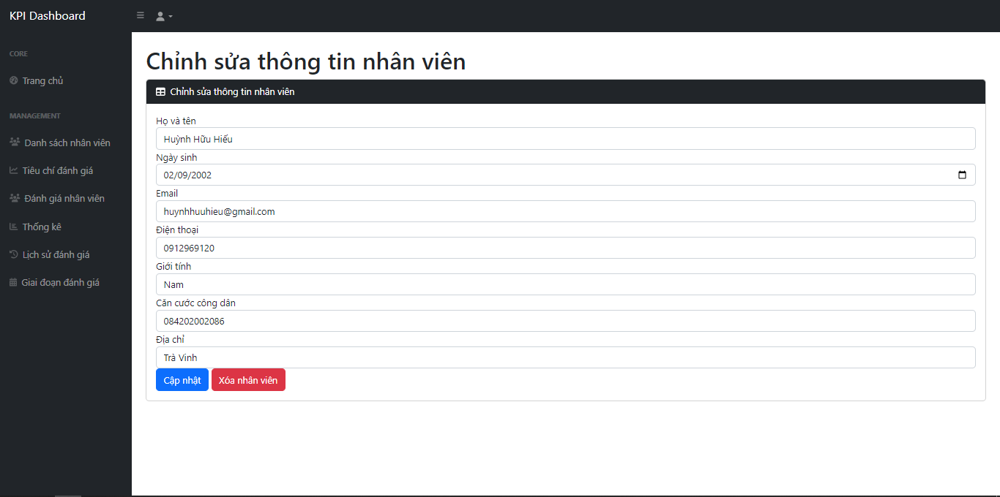 KPI Dashboard
CORE
Trang chủ
MANAGEMENT
Danh sách nhân viên
Tiêu chí đánh giá
Đánh giá nhân viên
Thống kê
Lịch sử đánh giá
Giai đoạn đánh giá
Chỉnh sửa thông tin nhân viên
Chỉnh sửa thông tin nhân viên
Họ và tên
Huỳnh Hữu Hiếu
Ngày sinh
02/09/2002
Email
huynhhuuhieu@gmail.com
Điện thoại
0912969120
Giới tính
Nam
Căn cước công dân
084202002086
Địa chỉ
Trà Vinh
Cập nhật Xóa nhân viên